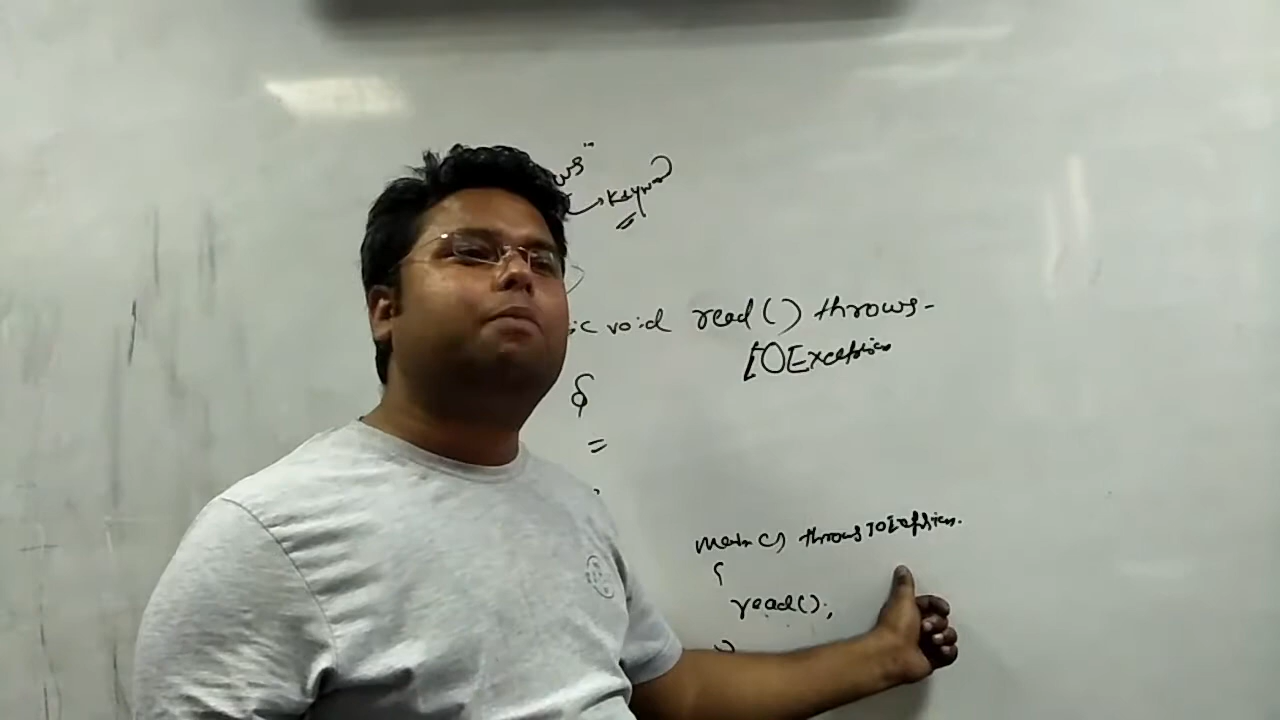 ws"
→ Keyword
ic void read() throws-
IOException
{
=
main() throws IOException.
{
read();
}